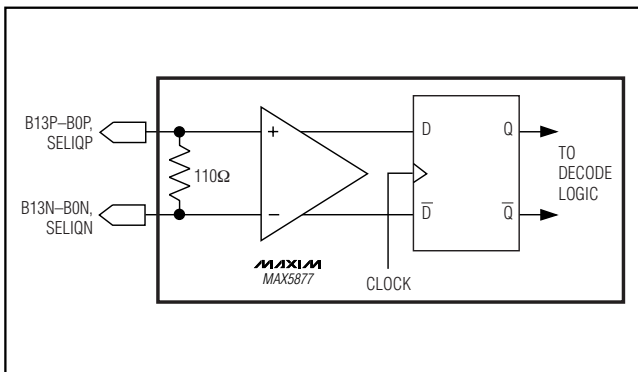 B13P–B0P,
SELIQP
B13N–B0N,
SELIQN
110Ω
+
−
MAXIM
MAX5877
D
Q
D̅
Q̅
CLOCK
TO
DECODE
LOGIC